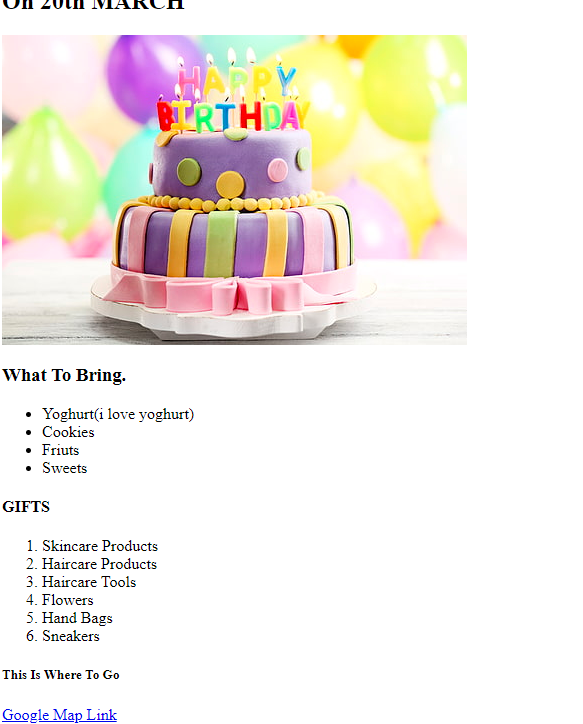 On 20th MARCH
HAPPY
BIRTHDAY
What To Bring.
Yoghurt(i love yoghurt)
Cookies
Friuts
Sweets
GIFTS
1. Skincare Products
2. Haircare Products
3. Haircare Tools
4. Flowers
5. Hand Bags
6. Sneakers
This Is Where To Go
Google Map Link